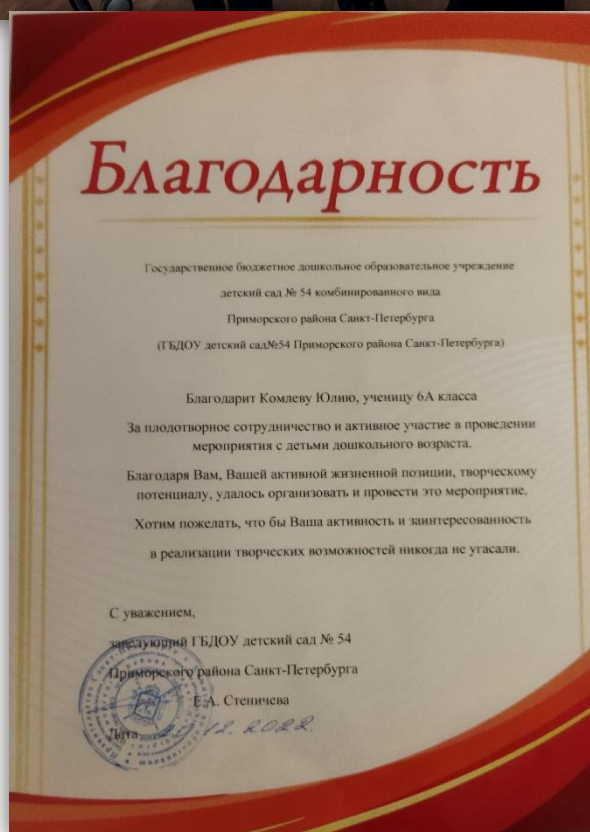 Благодарность
Государственное бюджетное дошкольное образовательное учреждение
детский сад № 54 комбинированного вида
Приморского района Санкт-Петербурга
(ГБДОУ детский сад№54 Приморского района Санкт-Петербурга)
Благодарит Комлеву Юлию, ученицу 6А класса
За плодотворное сотрудничество и активное участие в проведении
мероприятия с детьми дошкольного возраста.
Благодаря Вам, Вашей активной жизненной позиции, творческому
потенциалу, удалось организовать и провести это мероприятие.
Хотим пожелать, что бы Ваша активность и заинтересованность
в реализации творческих возможностей никогда не угасали.
С уважением,
заведующий ГБДОУ детский сад № 54
Приморского района Санкт-Петербурга
Е.А. Стеничева
Дата 12.2022.